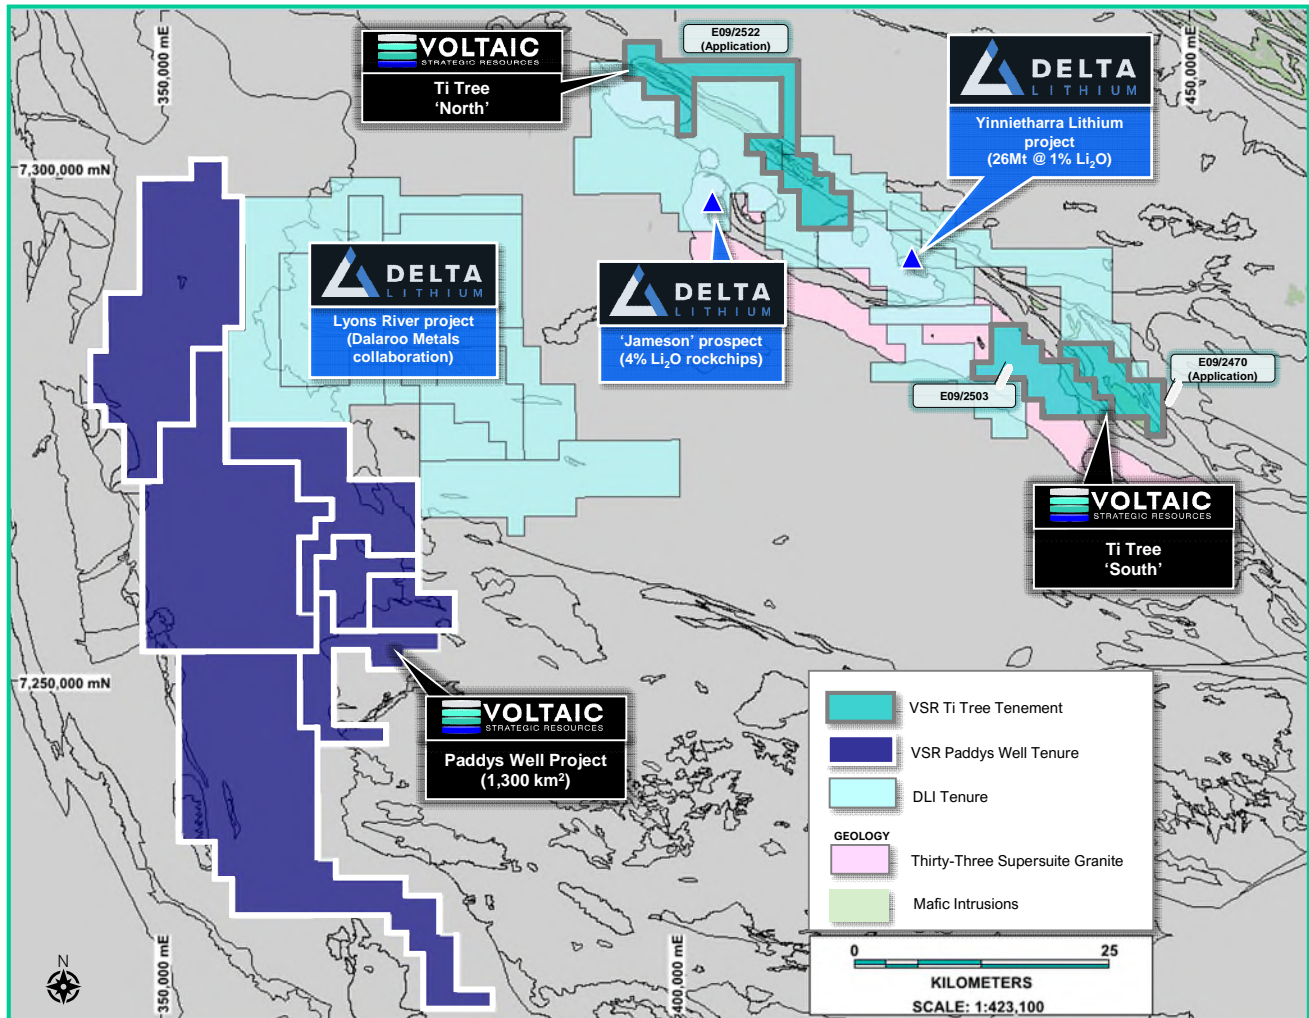 350,000 mE
450,000 mE
VOLTAIC
STRATEGIC RESOURCES
Ti Tree
‘North’
E09/2522
(Application)
DELTA
LITHIUM
Yinnietharra Lithium
project
(26Mt @ 1% Li₂O)
7,300,000 mN
DELTA
LITHIUM
Lyons River project
(Dalaroo Metals
collaboration)
DELTA
LITHIUM
‘Jameson’ prospect
(4% Li₂O rockchips)
E09/2503
E09/2470
(Application)
VOLTAIC
STRATEGIC RESOURCES
Ti Tree
‘South’
7,250,000 mN
VOLTAIC
STRATEGIC RESOURCES
Paddys Well Project
(1,300 km²)
VSR Ti Tree Tenement
VSR Paddys Well Tenure
DLI Tenure
GEOLOGY
Thirty-Three Supersuite Granite
Mafic Intrusions
N
350,000 mE
400,000 mE
0 25
KILOMETERS
SCALE: 1:423,100